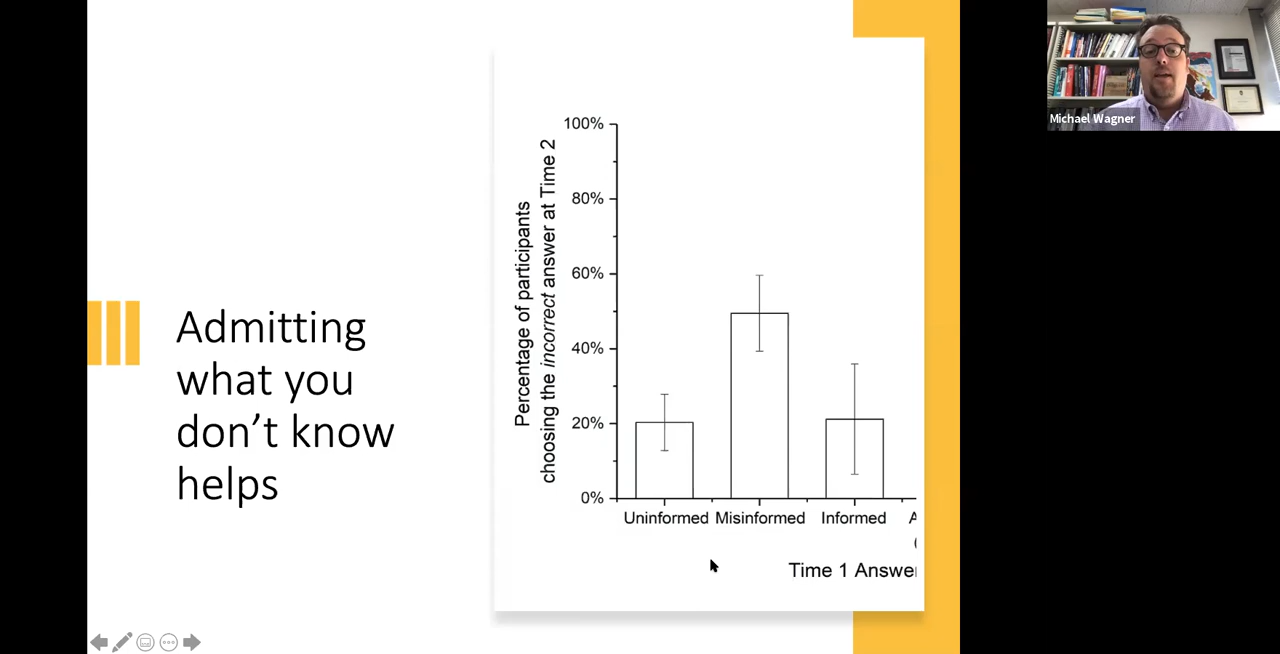 Admitting
what you
don’t know
helps
Percentage of participants
choosing the incorrect answer at Time 2
100%
80%
60%
40%
20%
0%
Uninformed Misinformed Informed A
Time 1 Answe
Michael Wagner